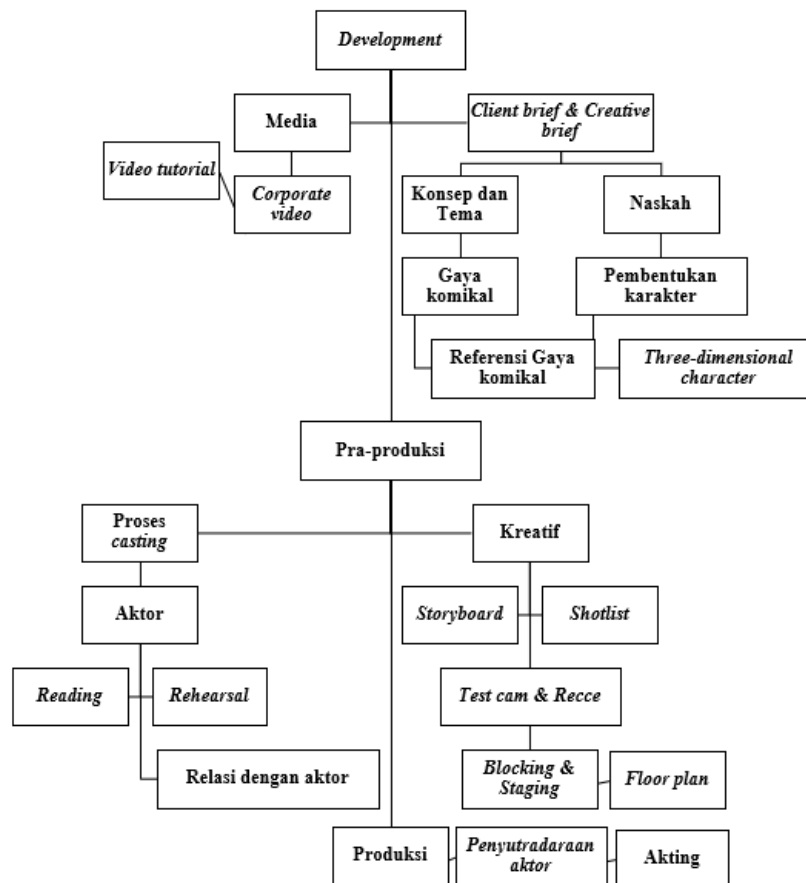 Development
Media
Client brief & Creative
brief
Video tutorial
Corporate
video
Konsep dan
Tema
Naskah
Gaya
komikal
Pembentukan
karakter
Referensi Gaya
komikal
Three-dimensional
character
Pra-produksi
Proses
casting
Kreatif
Aktor
Storyboard
Shotlist
Reading
Rehearsal
Test cam & Recce
Relasi dengan aktor
Blocking &
Staging
Floor plan
Produksi
Penyutradaraan
aktor
Akting